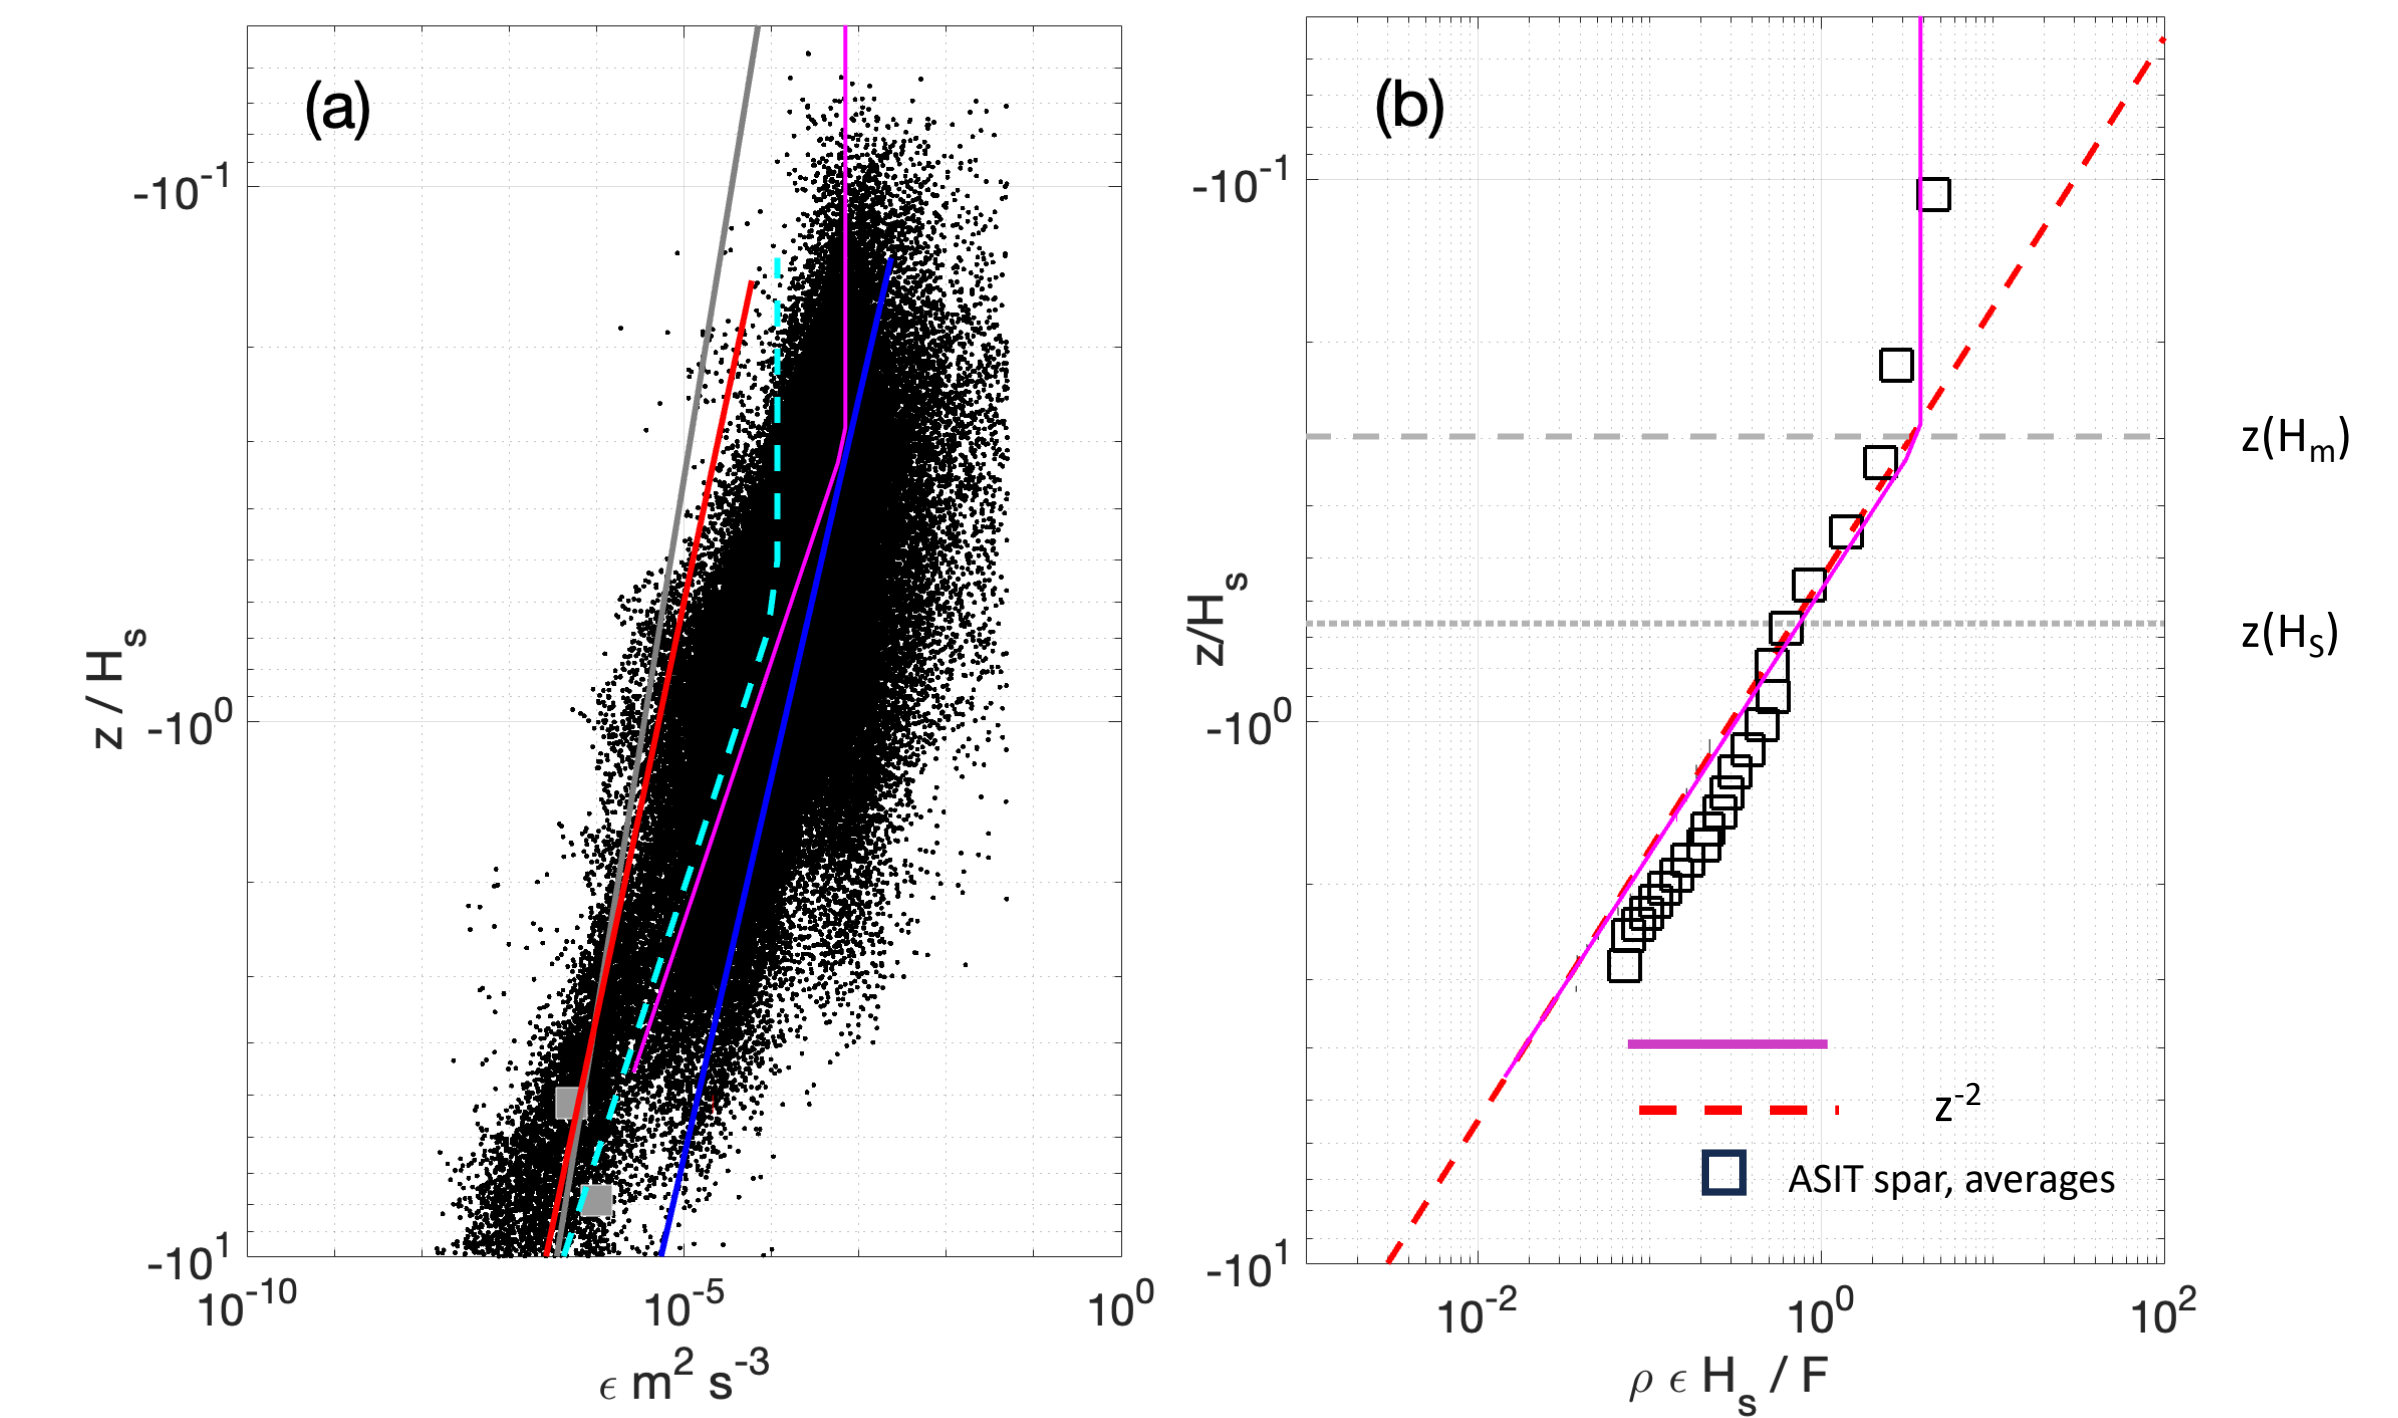 (a)
-10^-1
-10^0
-10^1
z / H_s
10^-10
10^-5
10^0
ϵ m^2 s^-3
(b)
-10^-1
-10^0
-10^1
z/H_s
z(H_m)
z(H_S)
z^-2
ASIT spar, averages
10^-2
10^0
10^2
ρ ϵ H_s / F